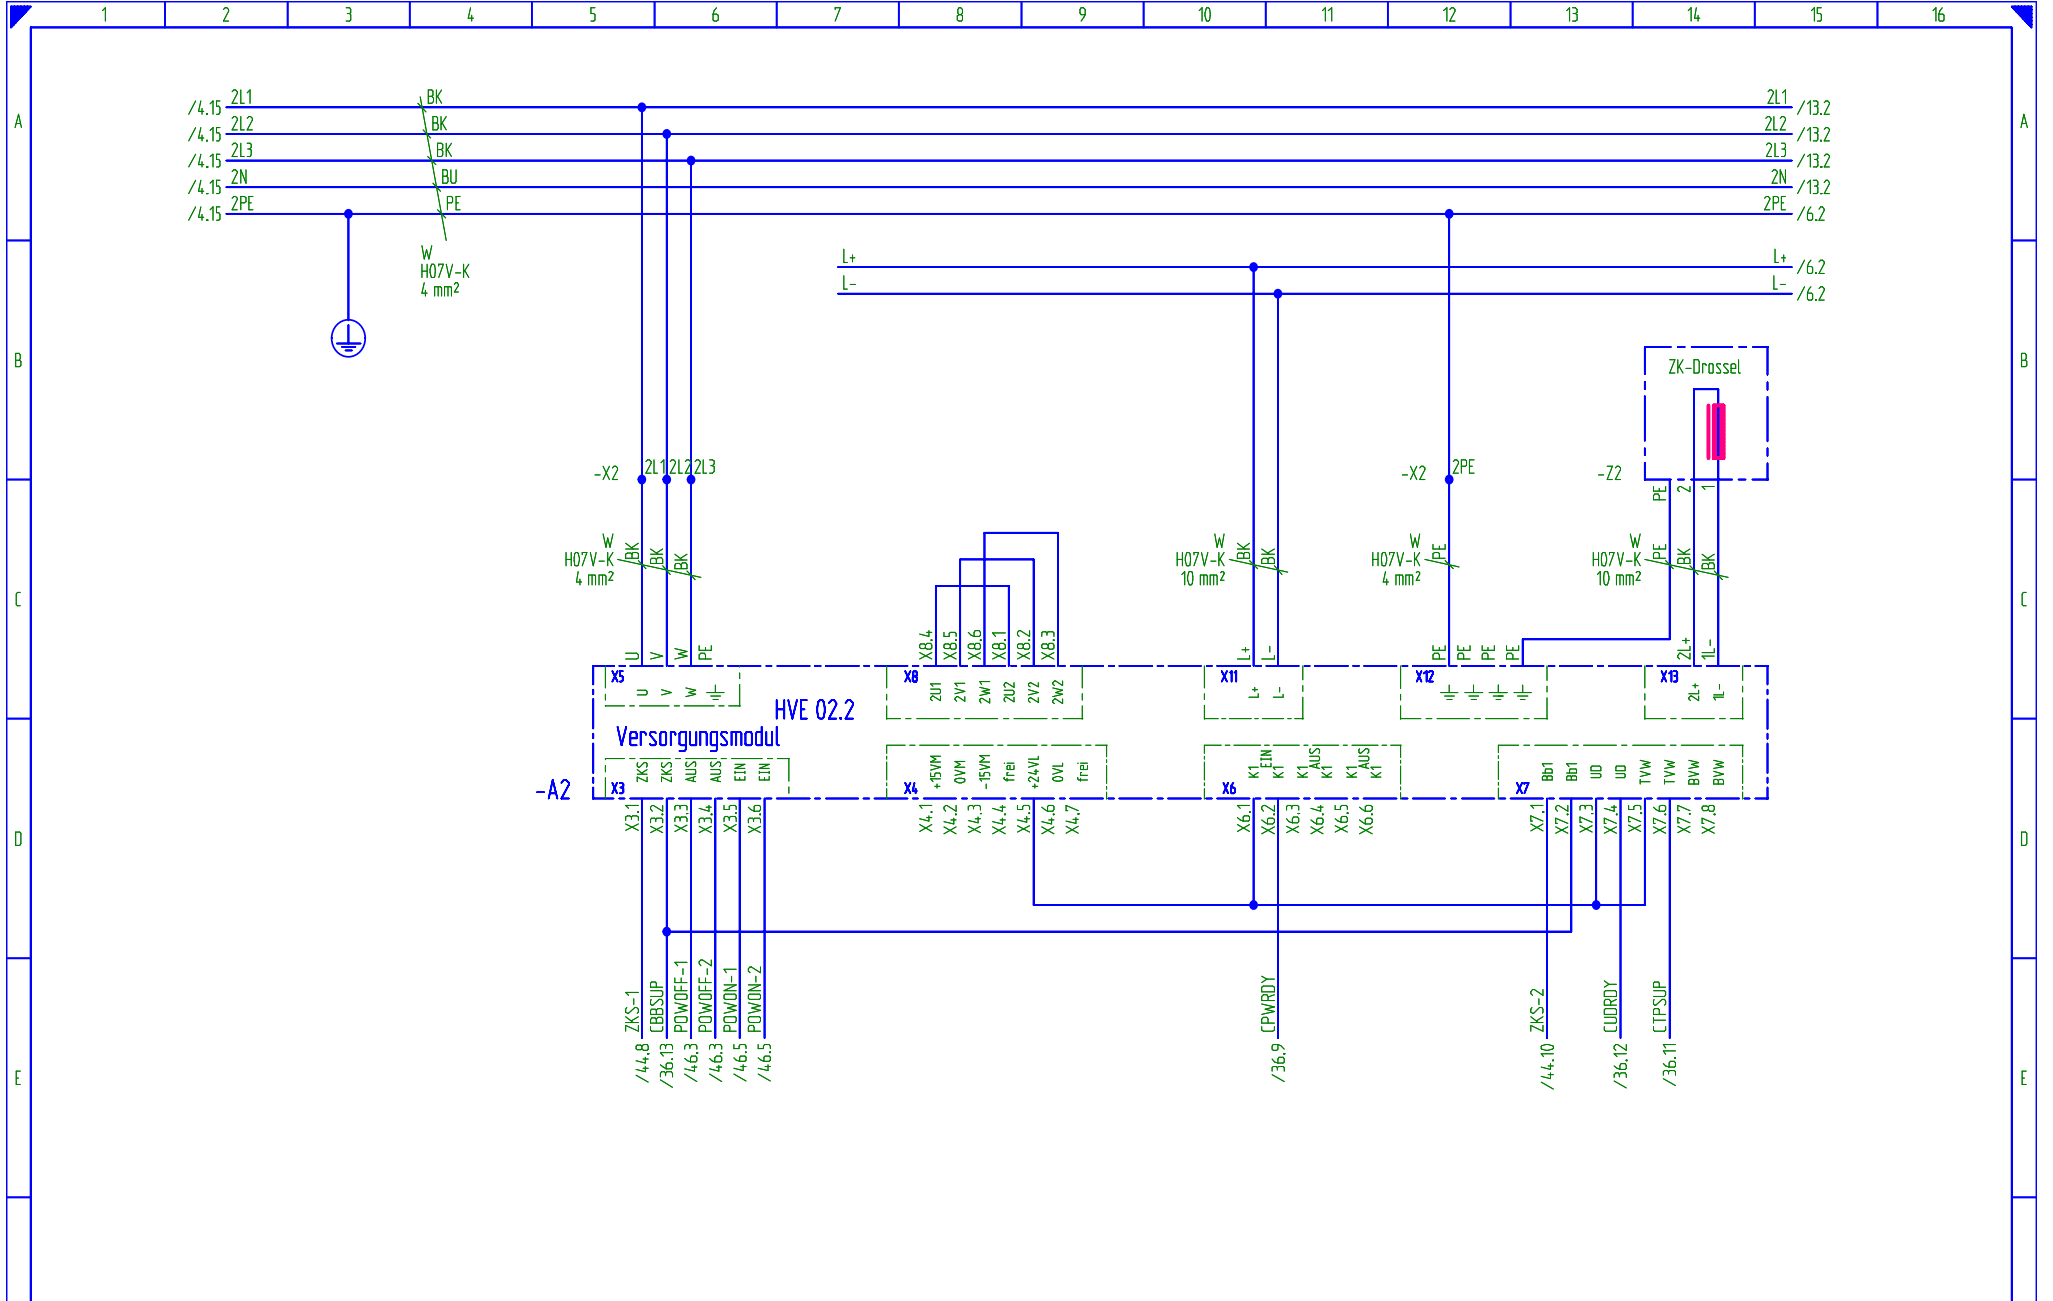 1 2 3 4 5 6 7 8 9 10 11 12 13 14 15 16
A A
/4.15 2L1 BK 2L1 /13.2
/4.15 2L2 BK 2L2 /13.2
/4.15 2L3 BK 2L3 /13.2
/4.15 2N BU 2N /13.2
/4.15 2PE PE 2PE /6.2
W
H07V-K
4 mm²
L+ L+ /6.2
L- L- /6.2
B B
ZK-Drossel
-X2 2L1 2L2 2L3 -X2 2PE -Z2
PE 2 1
W W W W
H07V-K BK BK BK H07V-K BK BK H07V-K PE H07V-K PE BK BK
4 mm² 10 mm² 4 mm² 10 mm²
C C
U V W PE X8.4 X8.5 X8.6 X8.1 X8.2 X8.3 L+ L- PE PE PE PE 2L+ 1L-
X5 X8 X11 X12 X13
U V W 2U1 2V1 2W1 2U2 2V2 2W2 L+ L- 2L+ 1L-
HVE 02.2
Versorgungsmodul
ZKS ZKS AUS AUS EIN EIN +15VM 0VM -15VM frei +24VL 0VL frei K1 EIN K1 K1 AUS K1 K1 AUS K1 Bb1 Bb1 UD UD TVW TVW BVW BVW
-A2 X3 X4 X6 X7
X3.1 X3.2 X3.3 X3.4 X3.5 X3.6 X4.1 X4.2 X4.3 X4.4 X4.5 X4.6 X4.7 X6.1 X6.2 X6.3 X6.4 X6.5 X6.6 X7.1 X7.2 X7.3 X7.4 X7.5 X7.6 X7.7 X7.8
D D
ZKS-1 CBBSUP POWOFF-1 POWOFF-2 POWON-1 POWON-2 CPWRDY ZKS-2 CUDRDY CTPSUP
/44.8 /36.13 /46.3 /46.3 /46.5 /46.5 /36.9 /44.10 /36.12 /36.11
E E